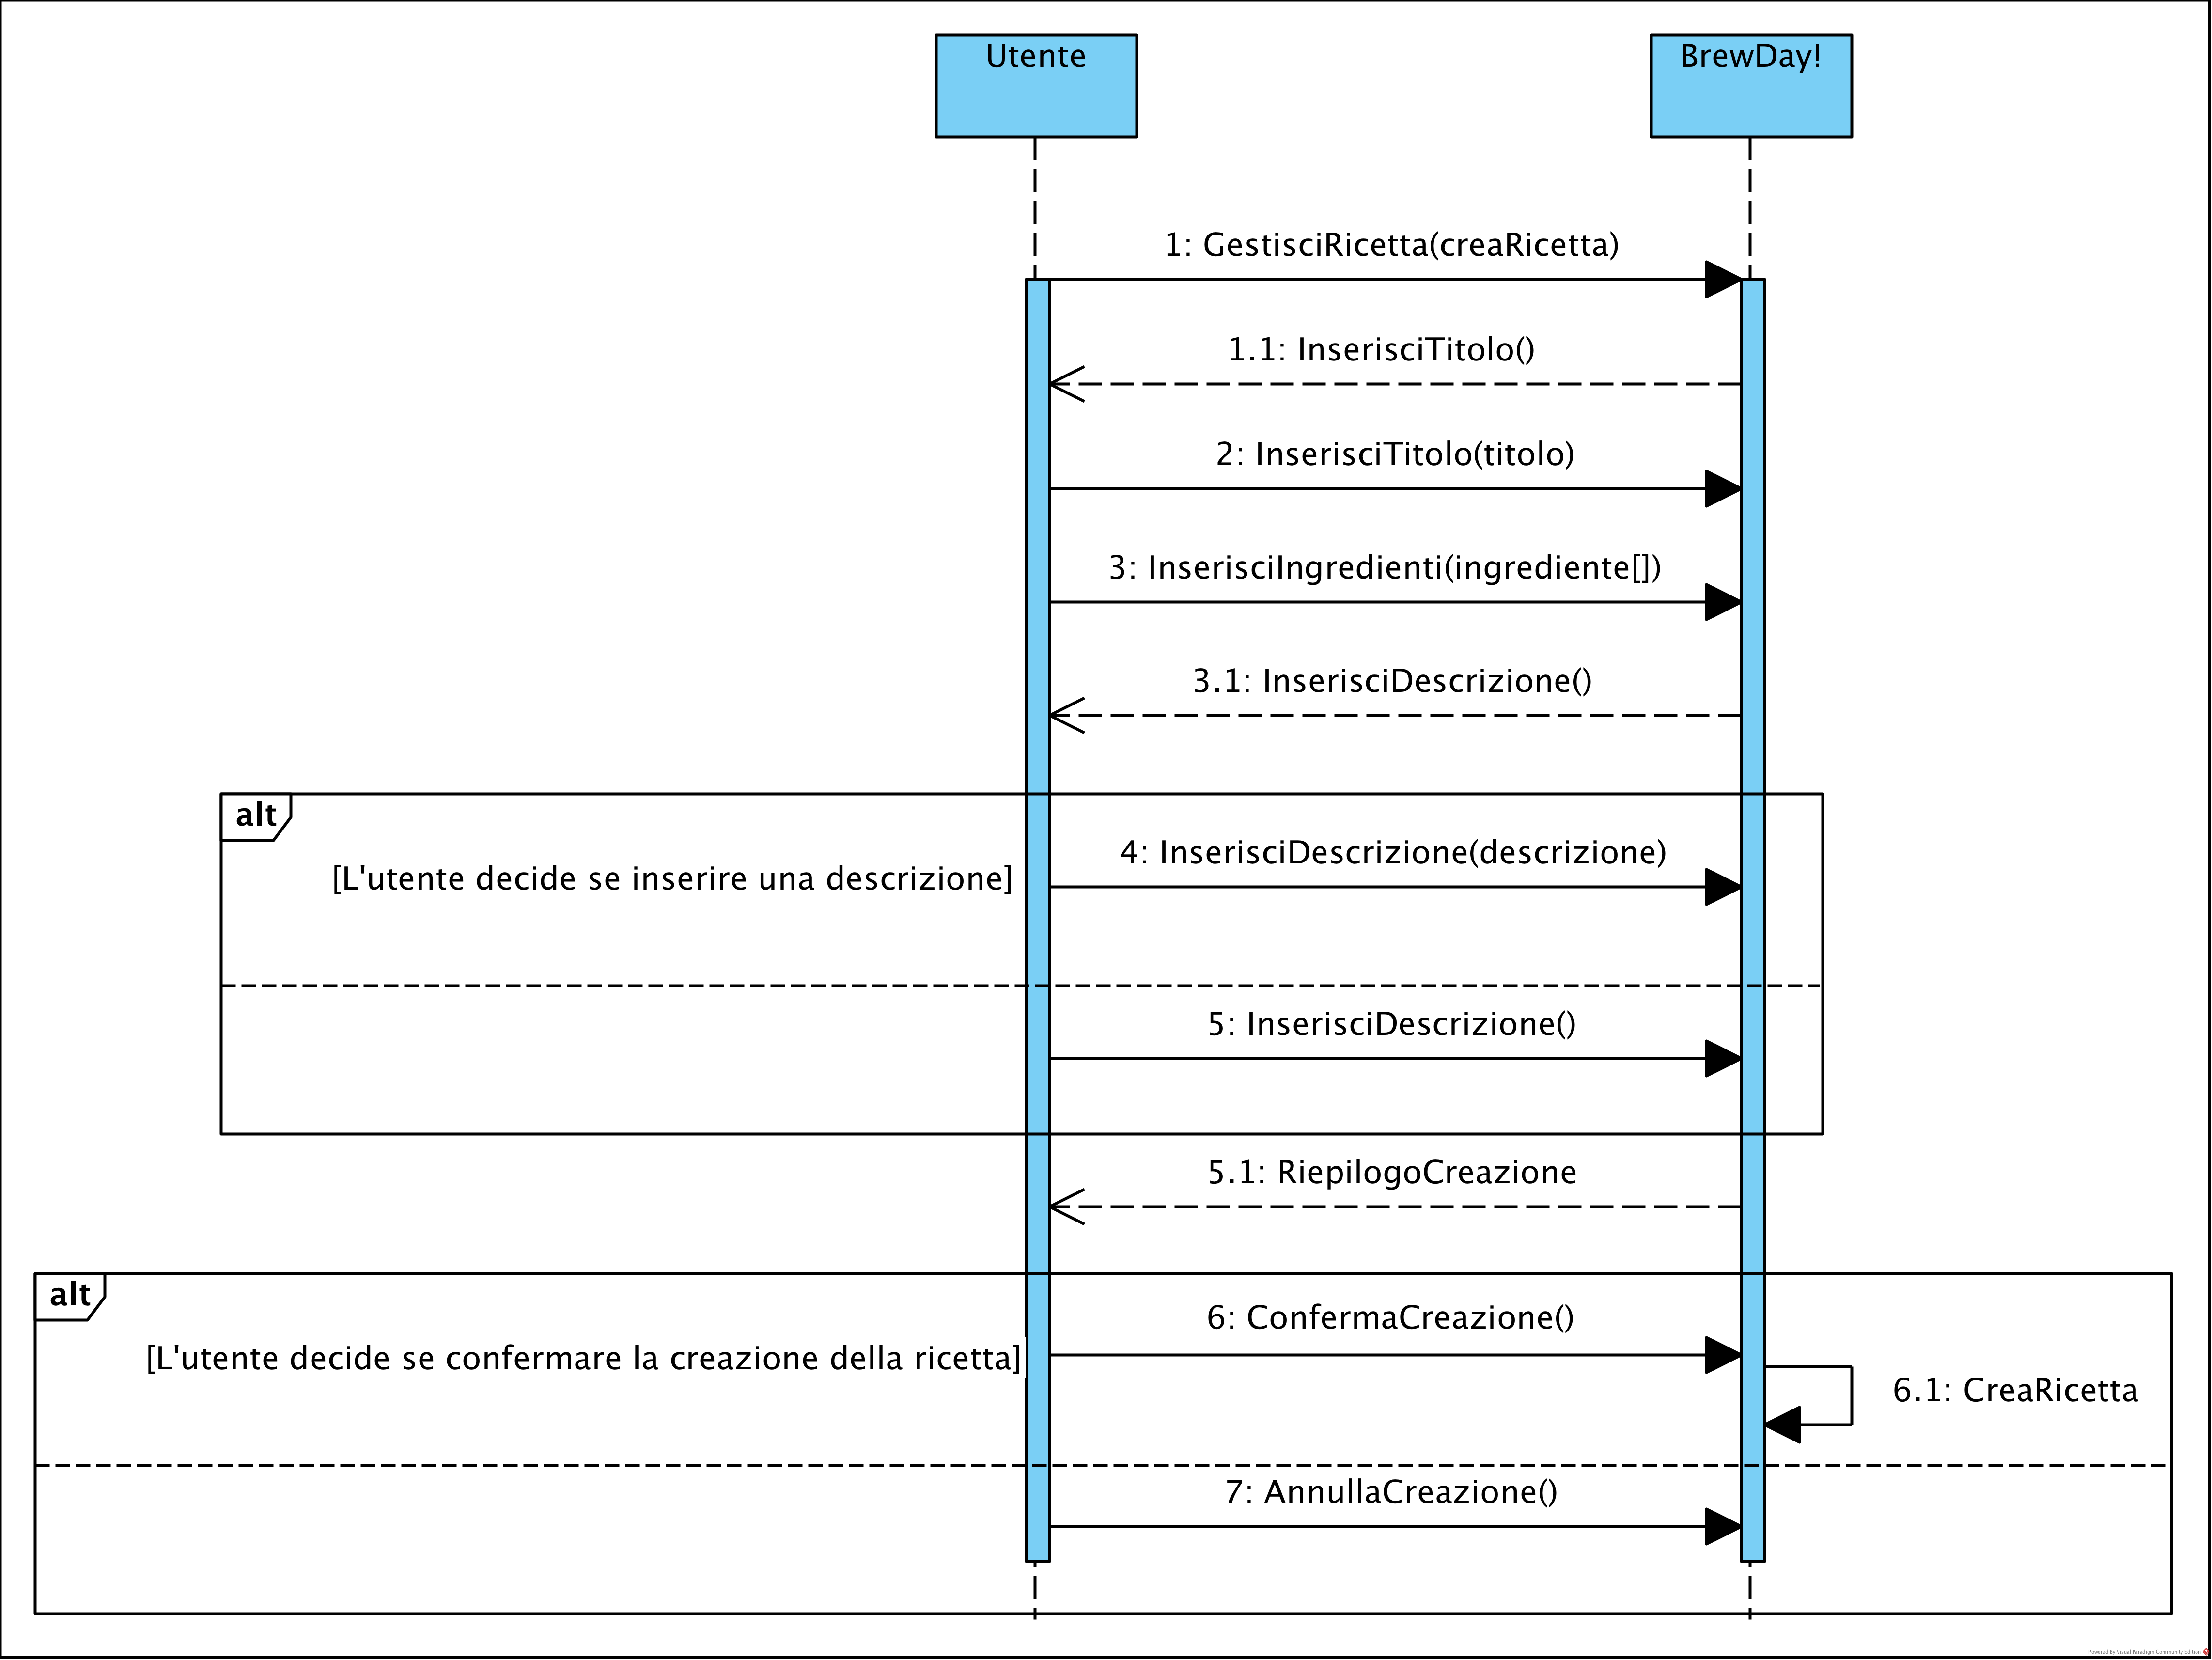 Utente
BrewDay!
1: GestisciRicetta(creaRicetta)
1.1: InserisciTitolo()
2: InserisciTitolo(titolo)
3: InserisciIngredienti(ingrediente[])
3.1: InserisciDescrizione()
alt
4: InserisciDescrizione(descrizione)
[L'utente decide se inserire una descrizione]
5: InserisciDescrizione()
5.1: RiepilogoCreazione
alt
6: ConfermaCreazione()
[L'utente decide se confermare la creazione della ricetta]
6.1: CreaRicetta
7: AnnullaCreazione()
Powered By Visual Paradigm Community Edition